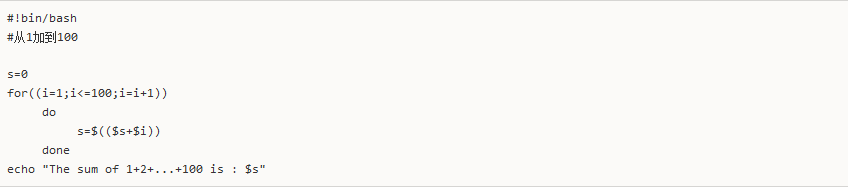 #!bin/bash
#从1加到100
s=0
for((i=1;i<=100;i=i+1))
do
s=$(($s+$i))
done
echo "The sum of 1+2+...+100 is : $s"